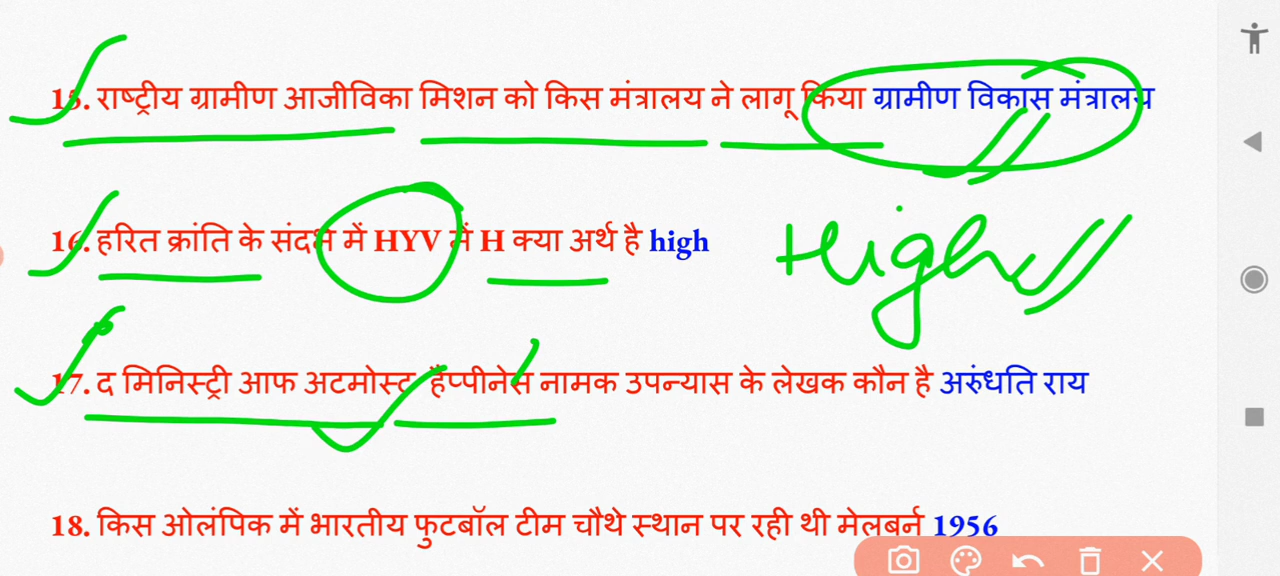 15. राष्ट्रीय ग्रामीण आजीविका मिशन को किस मंत्रालय ने लागू किया ग्रामीण विकास मंत्रालय
16. हरित क्रांति के संदर्भ में HYV में H क्या अर्थ है high
High
17. द मिनिस्ट्री आफ अटमोस्ट हैप्पीनेस नामक उपन्यास के लेखक कौन है अरुंधति राय
18. किस ओलंपिक में भारतीय फुटबॉल टीम चौथे स्थान पर रही थी मेलबर्न 1956